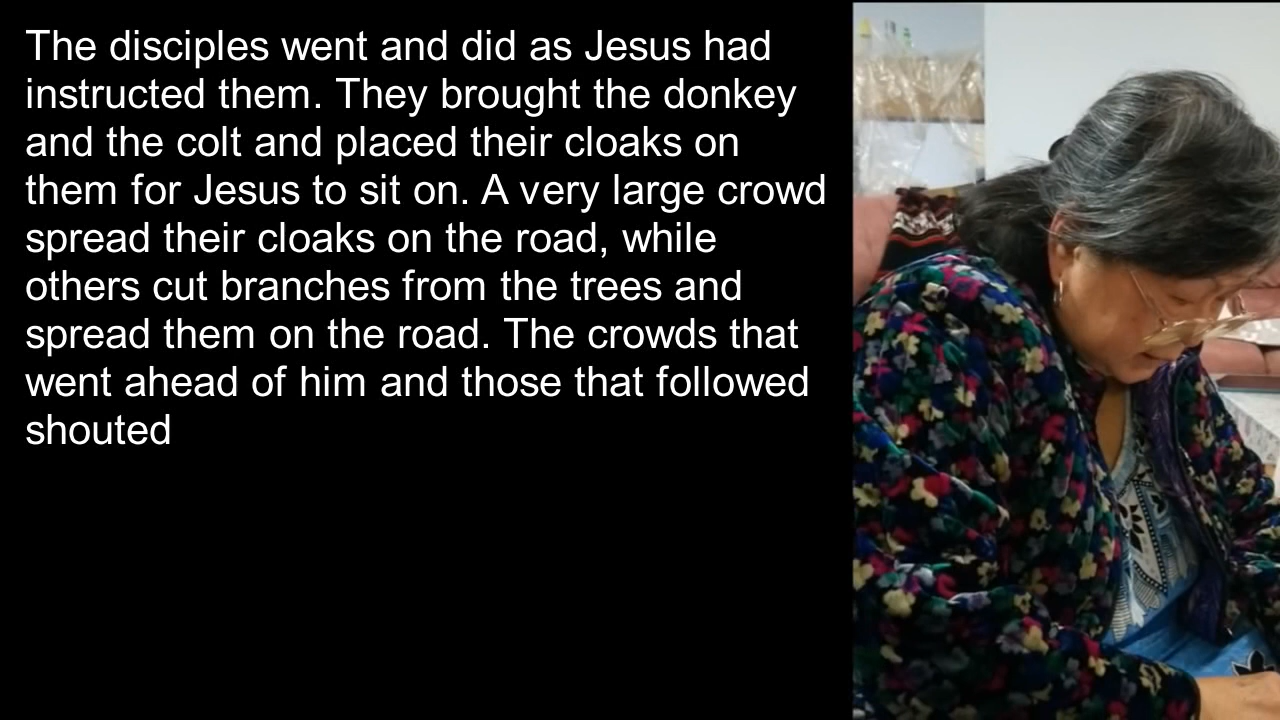 The disciples went and did as Jesus had
instructed them. They brought the donkey
and the colt and placed their cloaks on
them for Jesus to sit on. A very large crowd
spread their cloaks on the road, while
others cut branches from the trees and
spread them on the road. The crowds that
went ahead of him and those that followed
shouted